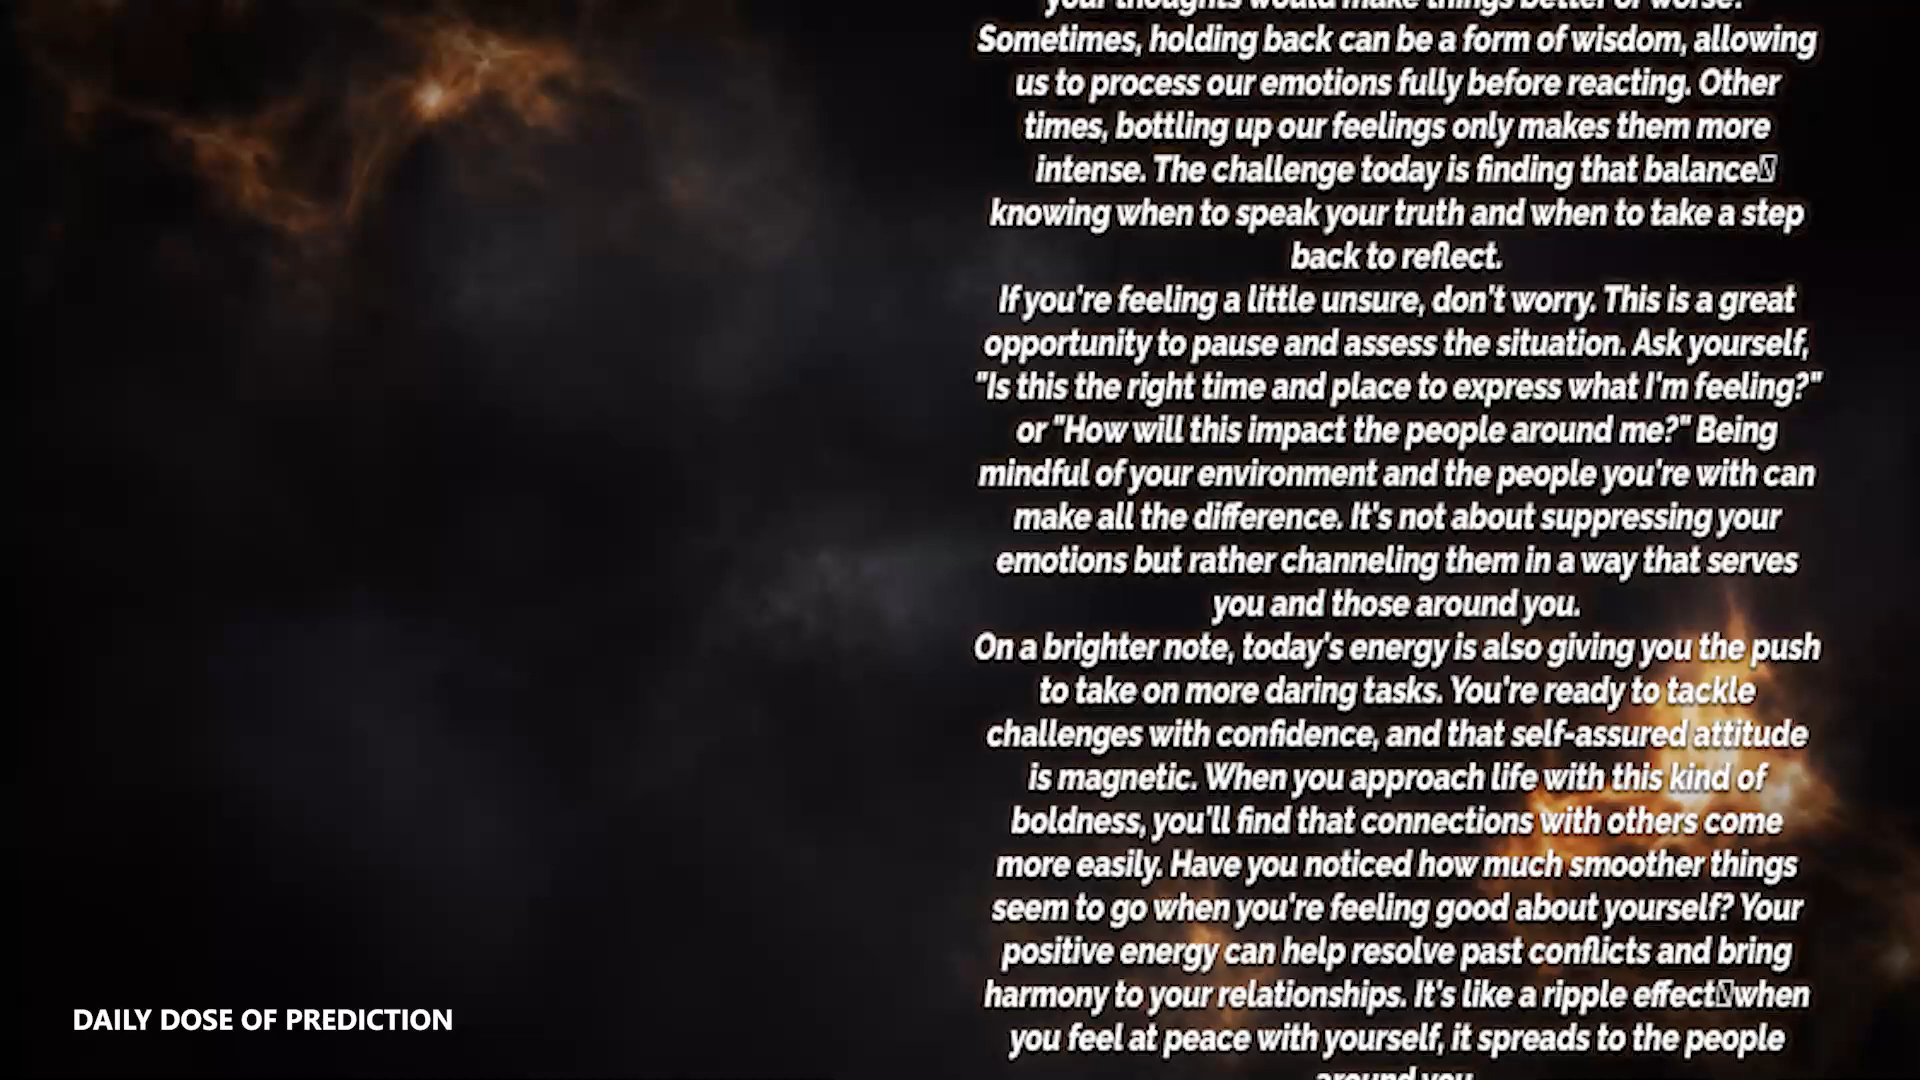 your thoughts would make things better or worse?
Sometimes, holding back can be a form of wisdom, allowing
us to process our emotions fully before reacting. Other
times, bottling up our feelings only makes them more
intense. The challenge today is finding that balance
knowing when to speak your truth and when to take a step
back to reflect.
If you're feeling a little unsure, don't worry. This is a great
opportunity to pause and assess the situation. Ask yourself,
"Is this the right time and place to express what I'm feeling?"
or "How will this impact the people around me?" Being
mindful of your environment and the people you're with can
make all the difference. It's not about suppressing your
emotions but rather channeling them in a way that serves
you and those around you.
On a brighter note, today's energy is also giving you the push
to take on more daring tasks. You're ready to tackle
challenges with confidence, and that self-assured attitude
is magnetic. When you approach life with this kind of
boldness, you'll find that connections with others come
more easily. Have you noticed how much smoother things
seem to go when you're feeling good about yourself? Your
positive energy can help resolve past conflicts and bring
harmony to your relationships. It's like a ripple effect when
you feel at peace with yourself, it spreads to the people
around you.
DAILY DOSE OF PREDICTION